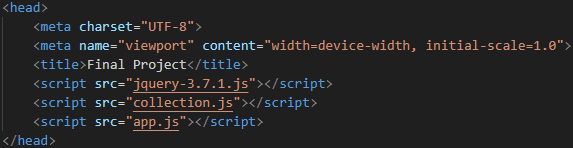 <head>
    <meta charset="UTF-8">
    <meta name="viewport" content="width=device-width, initial-scale=1.0">
    <title>Final Project</title>
    <script src="jquery-3.7.1.js"></script>
    <script src="collection.js"></script>
    <script src="app.js"></script>
</head>